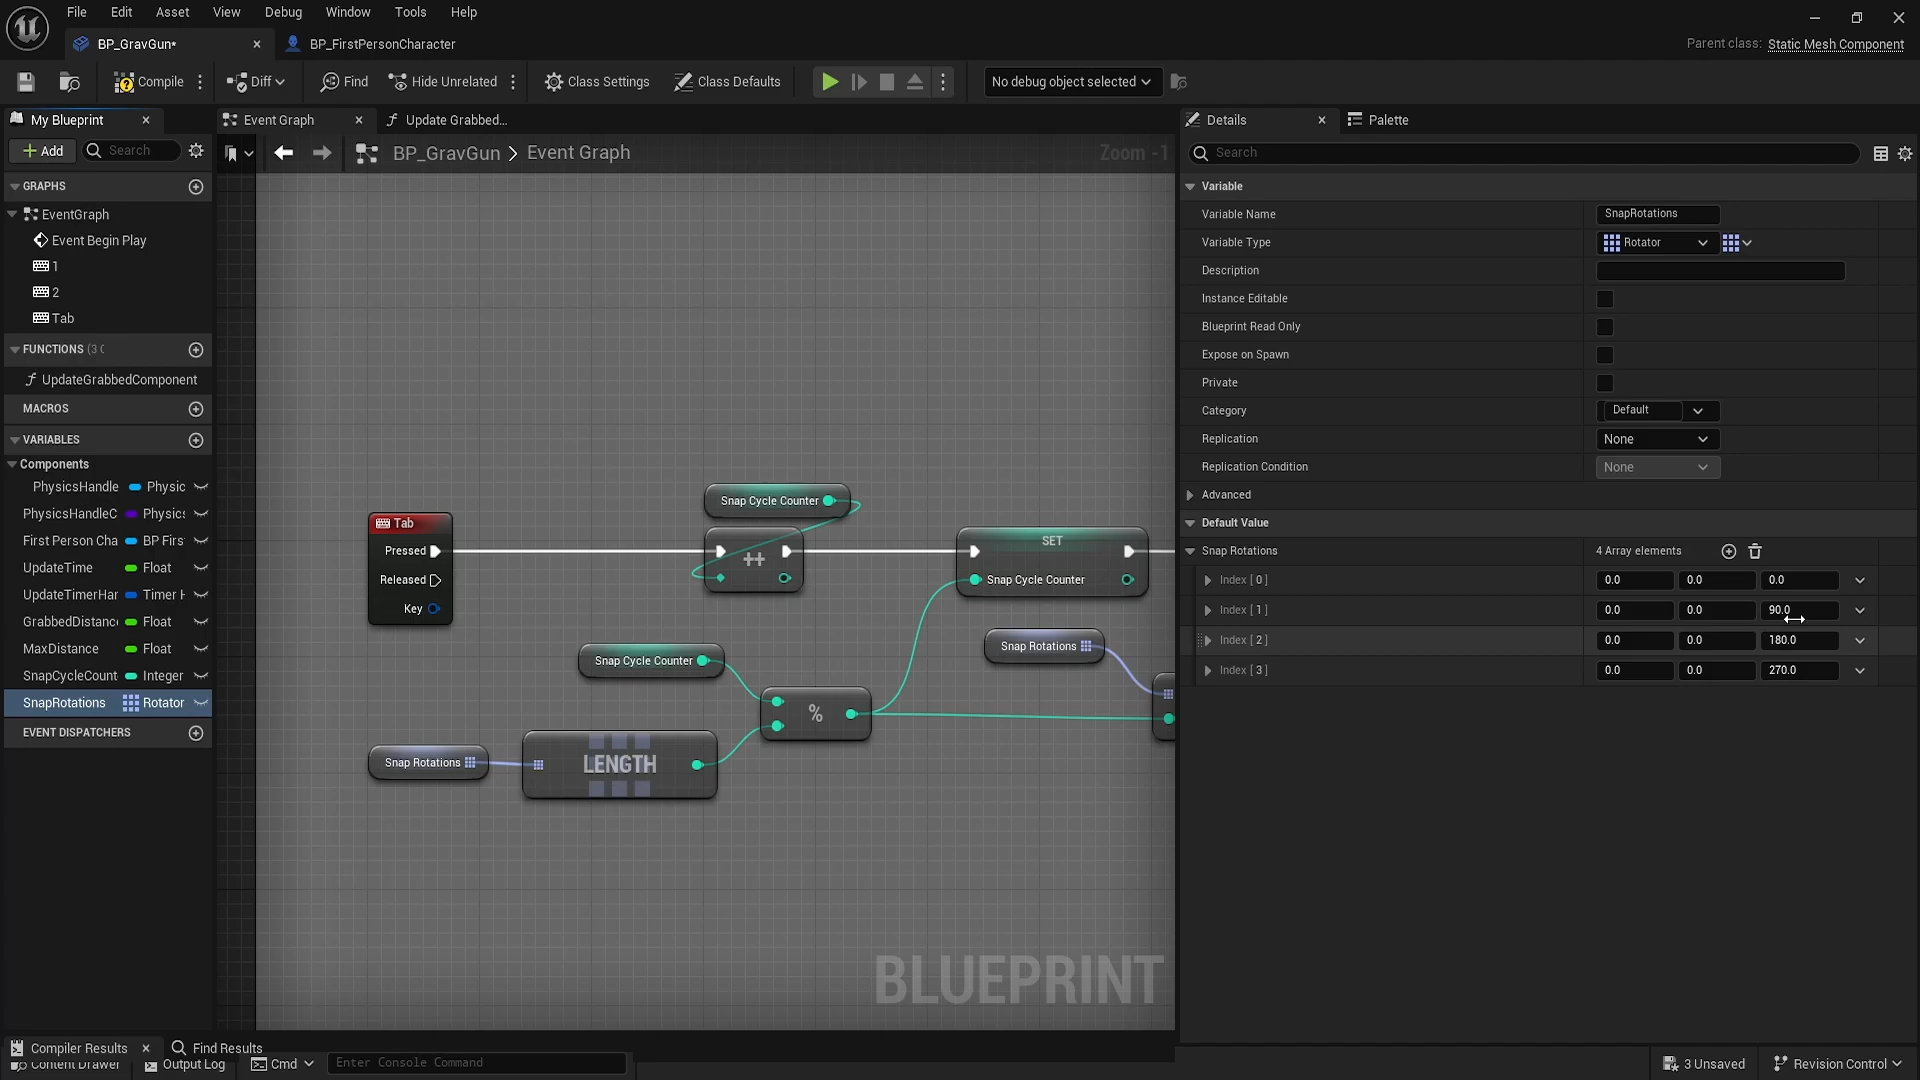 File Edit Asset View Debug Window Tools Help
BP_GravGun* BP_FirstPersonCharacter
Parent class: Static Mesh Component
Compile Diff Find Hide Unrelated Class Settings Class Defaults No debug object selected
My Blueprint
Add Search
GRAPHS
EventGraph
Event Begin Play
1
2
Tab
FUNCTIONS (3 (
UpdateGrabbedComponent
MACROS
VARIABLES
Components
PhysicsHandle Physic
PhysicsHandleC Physics
First Person Cha BP Firs
UpdateTime Float
UpdateTimerHar Timer H
GrabbedDistance Float
MaxDistance Float
SnapCycleCount Integer
SnapRotations Rotator
EVENT DISPATCHERS
Event Graph Update Grabbed...
BP_GravGun > Event Graph Zoom -1
Snap Cycle Counter
Tab
Pressed
Released
Key
++
SET
Snap Cycle Counter
Snap Cycle Counter
Snap Rotations
%
Snap Rotations
LENGTH
BLUEPRINT
Details Palette
Search
Variable
Variable Name SnapRotations
Variable Type Rotator
Description
Instance Editable
Blueprint Read Only
Expose on Spawn
Private
Category Default
Replication None
Replication Condition None
Advanced
Default Value
Snap Rotations 4 Array elements
Index [ 0 ] 0.0 0.0 0.0
Index [ 1 ] 0.0 0.0 90.0
Index [ 2 ] 0.0 0.0 180.0
Index [ 3 ] 0.0 0.0 270.0
Compiler Results Find Results
Content Drawer Output Log Cmd Enter Console Command
3 Unsaved Revision Control